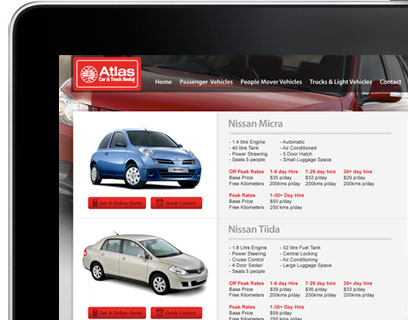 Atlas
Car & Truck Rental
Home Passenger Vehicles People Mover Vehicles Trucks & Light Vehicles Contact
Nissan Micra
- 1.4 litre Engine - Automatic
- 40 litre Tank - Air Conditioned
- Power Streering - 5 Door Hatch
- Seats 5 people - Small Luggage Space
Off Peak Rates 1-6 day Hire 7-29 day hire 30+ day hire
Base Price $35 p/day $32 p/day $29 p/day
Free Kilometers 200kms p/day 200kms p/day 200kms p/day
Peak Rates 1-30+ Day Hire
Base Price $50 p/day
Free Kilometers 250 kms p/day
Get A Online Quote Quick Contact
Nissan Tiida
- 1.8 Litre Engine - 52 litre Fuel Tank
- Power Steering - Central Locking
- Cruise Control - Air Conditioning
- 4 Door Sedan - Large Luggage Space
- Seats 5 people
Off Peak Rates 1-6 day Hire 7-29 day hire 30+ day hire
Base Price $39 p/day $36 p/day $33 p/day
Free Kilometers 200kms p/day 200kms p/day 200kms p/day
Peak Rates 1-30+ Day Hire
Base Price $59 p/day
Free Kilometers 250 kms p/day
Get A Online Quote Quick Contact